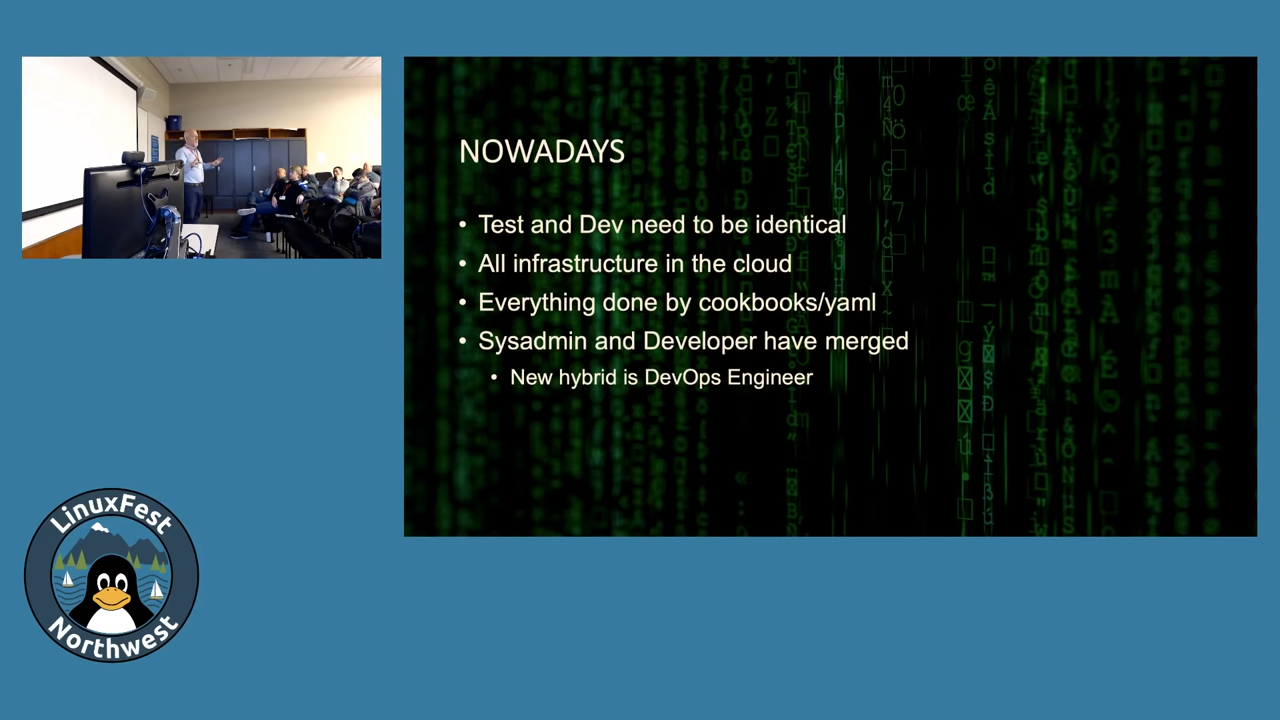 NOWADAYS
• Test and Dev need to be identical
• All infrastructure in the cloud
• Everything done by cookbooks/yaml
• Sysadmin and Developer have merged
• New hybrid is DevOps Engineer
LinuxFest
Northwest